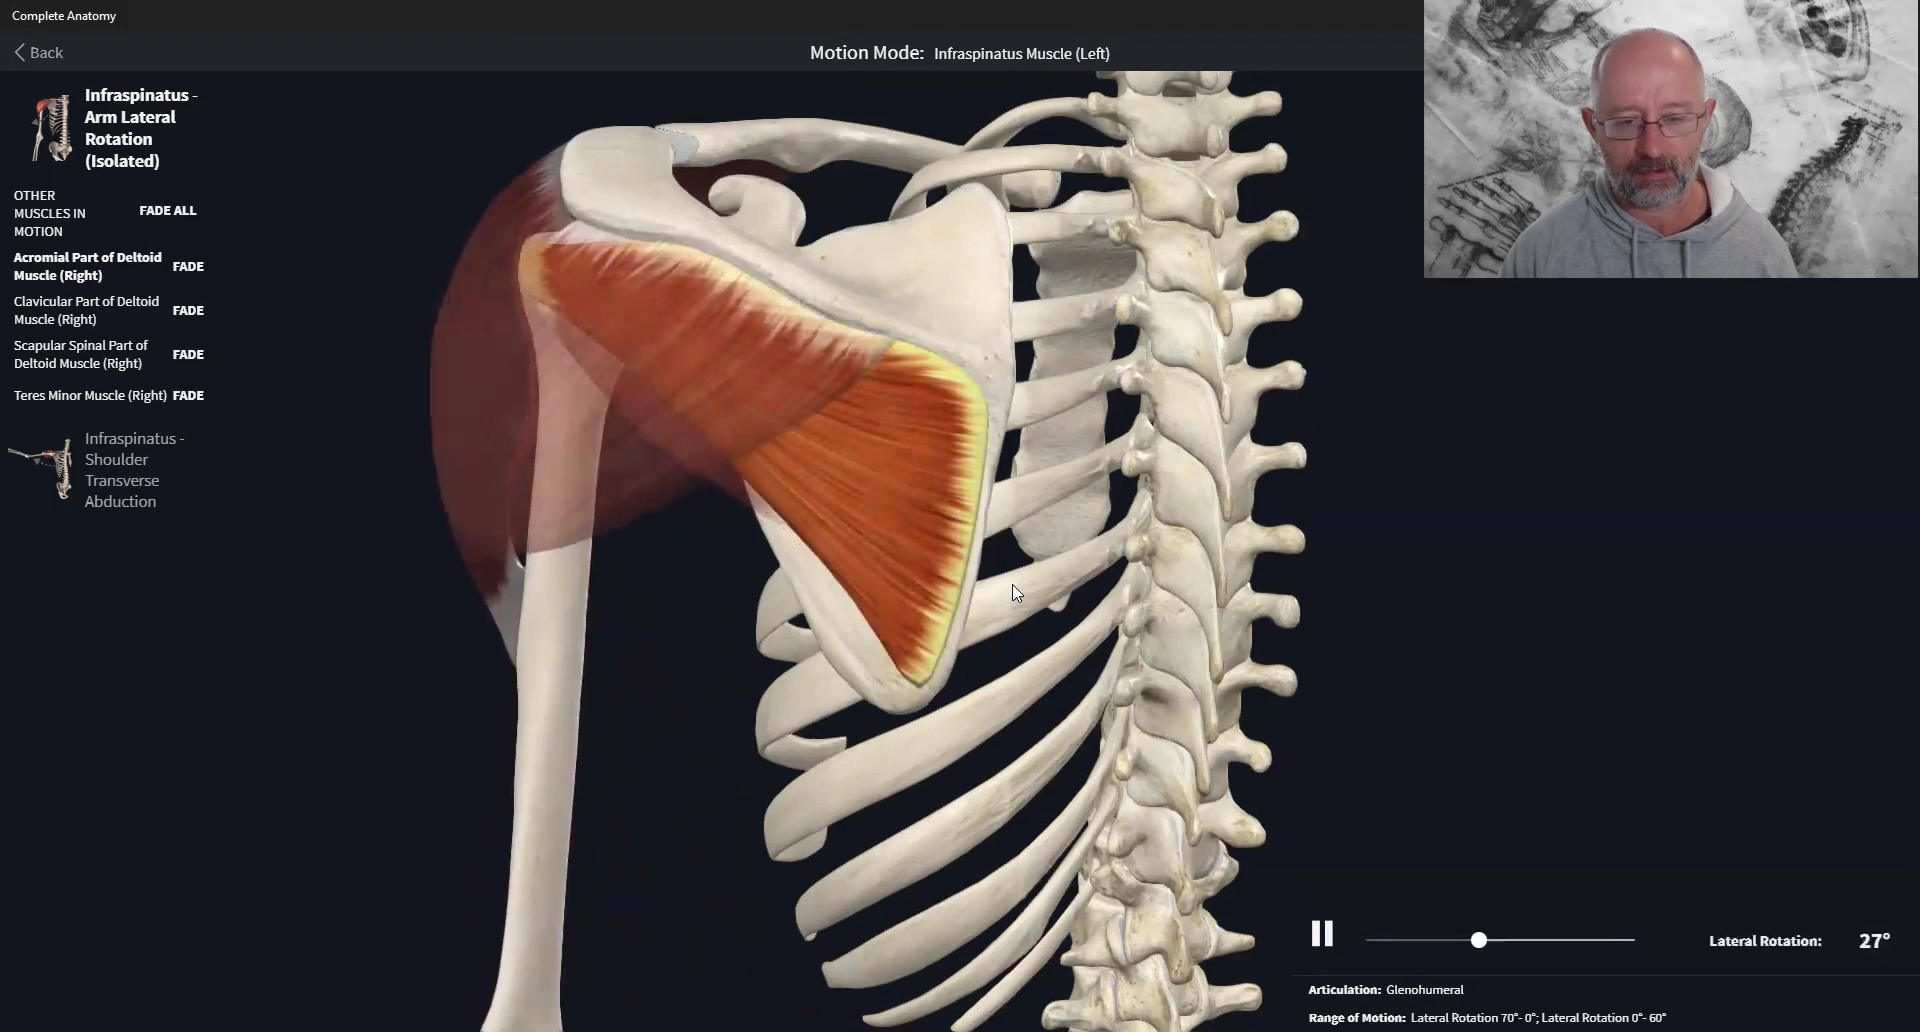 Complete Anatomy
Back
Motion Mode: Infraspinatus Muscle (Left)
Infraspinatus -
Arm Lateral
Rotation
(Isolated)
OTHER
MUSCLES IN
MOTION
FADE ALL
Acromial Part of Deltoid
Muscle (Right)
FADE
Clavicular Part of Deltoid
Muscle (Right)
FADE
Scapular Spinal Part of
Deltoid Muscle (Right)
FADE
Teres Minor Muscle (Right) FADE
Infraspinatus -
Shoulder
Transverse
Abduction
Lateral Rotation: 27°
Articulation: Glenohumeral
Range of Motion: Lateral Rotation 70°- 0°; Lateral Rotation 0°- 60°